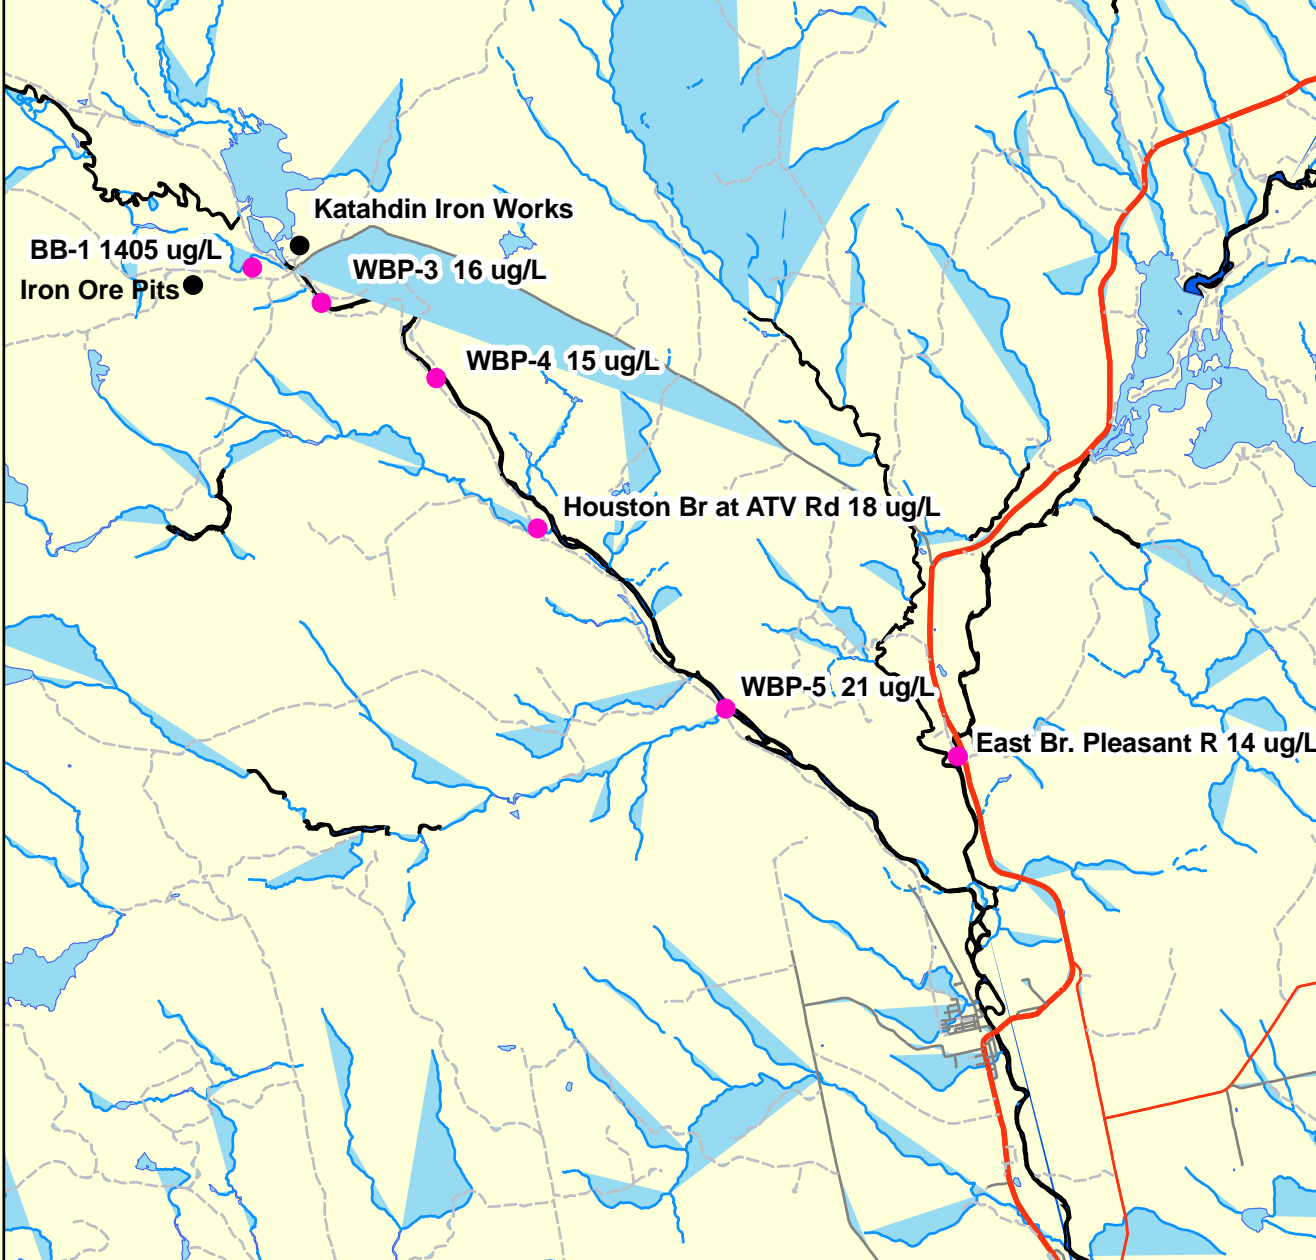 Katahdin Iron Works
BB-1 1405 ug/L
WBP-3 16 ug/L
Iron Ore Pits
WBP-4 15 ug/L
Houston Br at ATV Rd 18 ug/L
WBP-5 21 ug/L
East Br. Pleasant R 14 ug/L